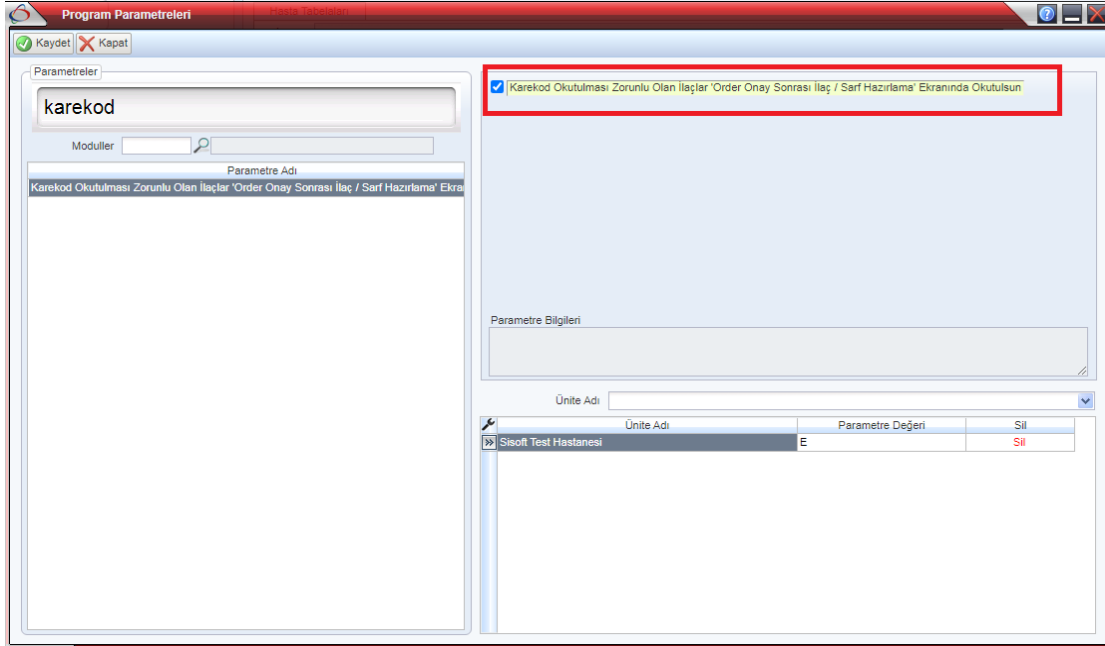 Program Parametreleri
Hasta Tabelaları
Kaydet Kapat
Parametreler
karekod
Moduller
Parametre Adı
Karekod Okutulması Zorunlu Olan İlaçlar 'Order Onay Sonrası İlaç / Sarf Hazırlama' Ekra
Karekod Okutulması Zorunlu Olan İlaçlar 'Order Onay Sonrası İlaç / Sarf Hazırlama' Ekranında Okutulsun
Parametre Bilgileri
Ünite Adı
Ünite Adı Parametre Değeri Sil
Sisoft Test Hastanesi E Sil